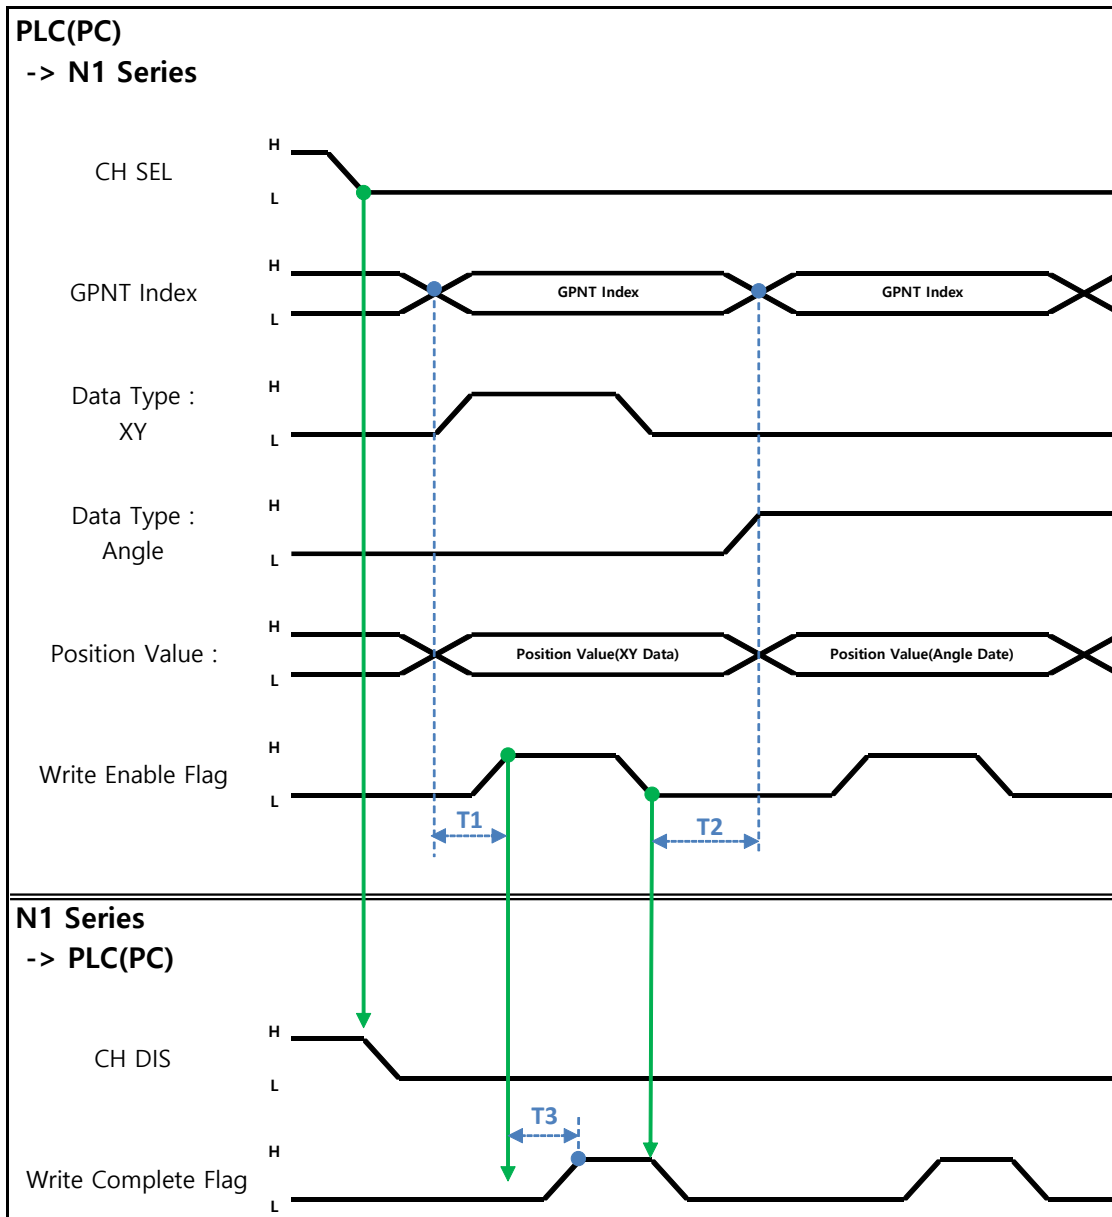 PLC(PC)
-> N1 Series
H
CH SEL
L
H
GPNT Index
GPNT Index
GPNT Index
L
H
Data Type :
XY
L
H
Data Type :
Angle
L
H
Position Value :
Position Value(XY Data)
Position Value(Angle Date)
L
H
Write Enable Flag
L
T1
T2
N1 Series
-> PLC(PC)
H
CH DIS
L
T3
H
Write Complete Flag
L